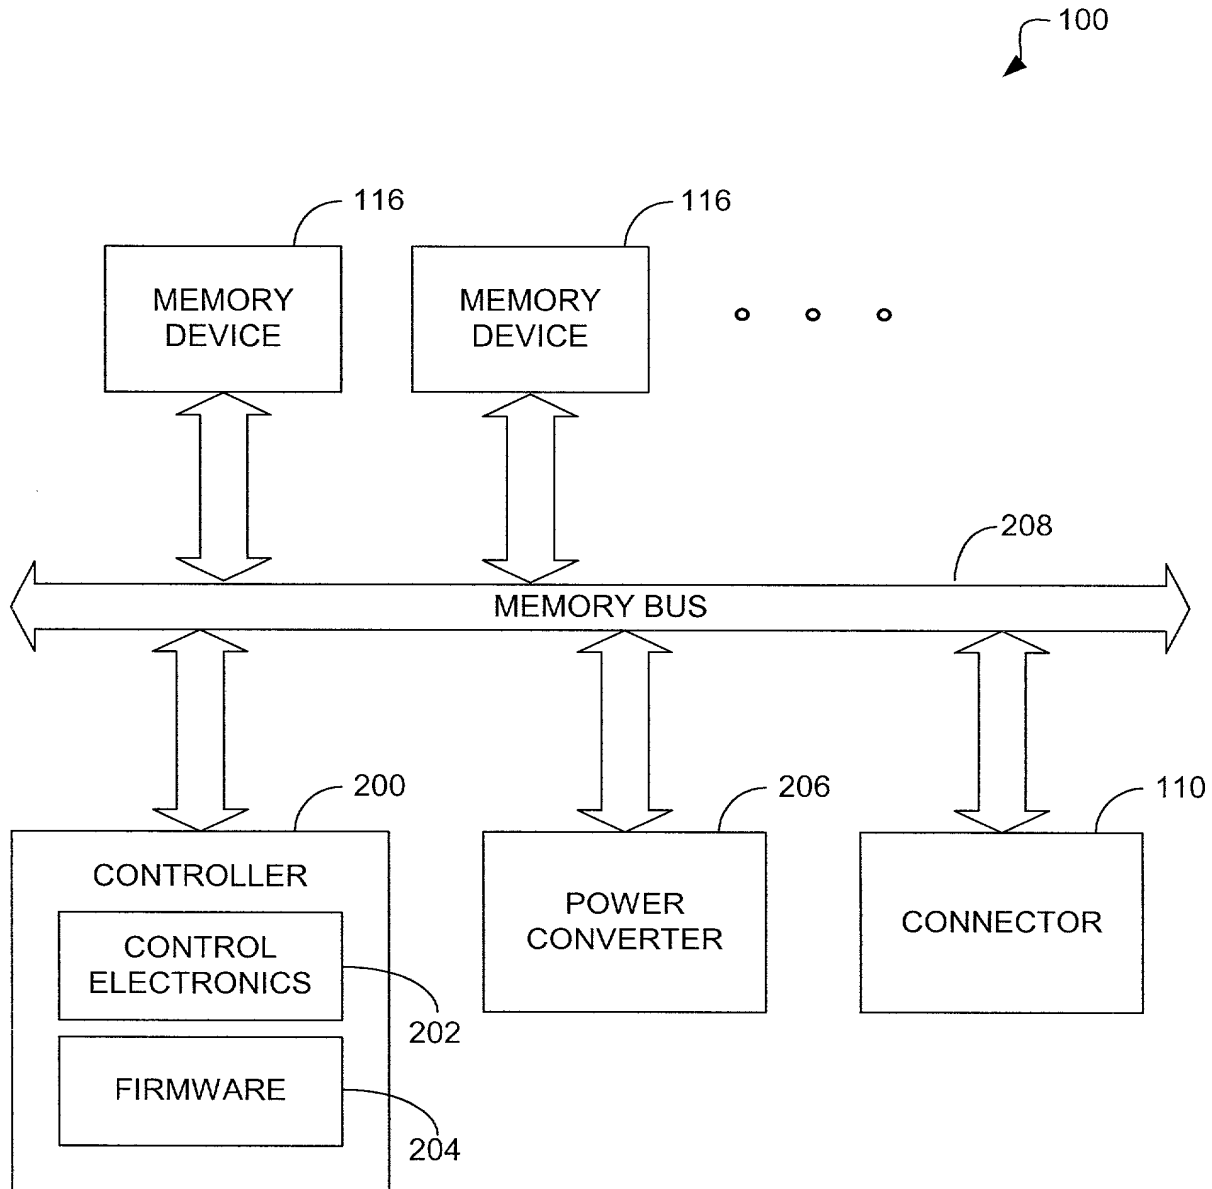 100
116
116
MEMORY
DEVICE
MEMORY
DEVICE
208
MEMORY BUS
200
206
110
CONTROLLER
CONTROL
ELECTRONICS
202
FIRMWARE
204
POWER
CONVERTER
CONNECTOR